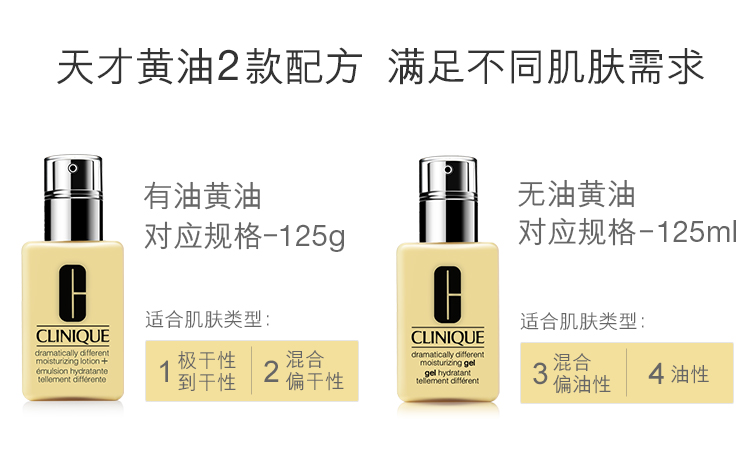 天才黄油2款配方 满足不同肌肤需求
有油黄油
对应规格-125g
适合肌肤类型:
1 极干性
到干性
2 混合
偏干性
CLINIQUE
dramatically different
moisturizing lotion+
émulsion hydratante
tellement différente
无油黄油
对应规格-125ml
适合肌肤类型:
3 混合
偏油性
4 油性
CLINIQUE
dramatically different
moisturizing gel
gel hydratant
tellement différent